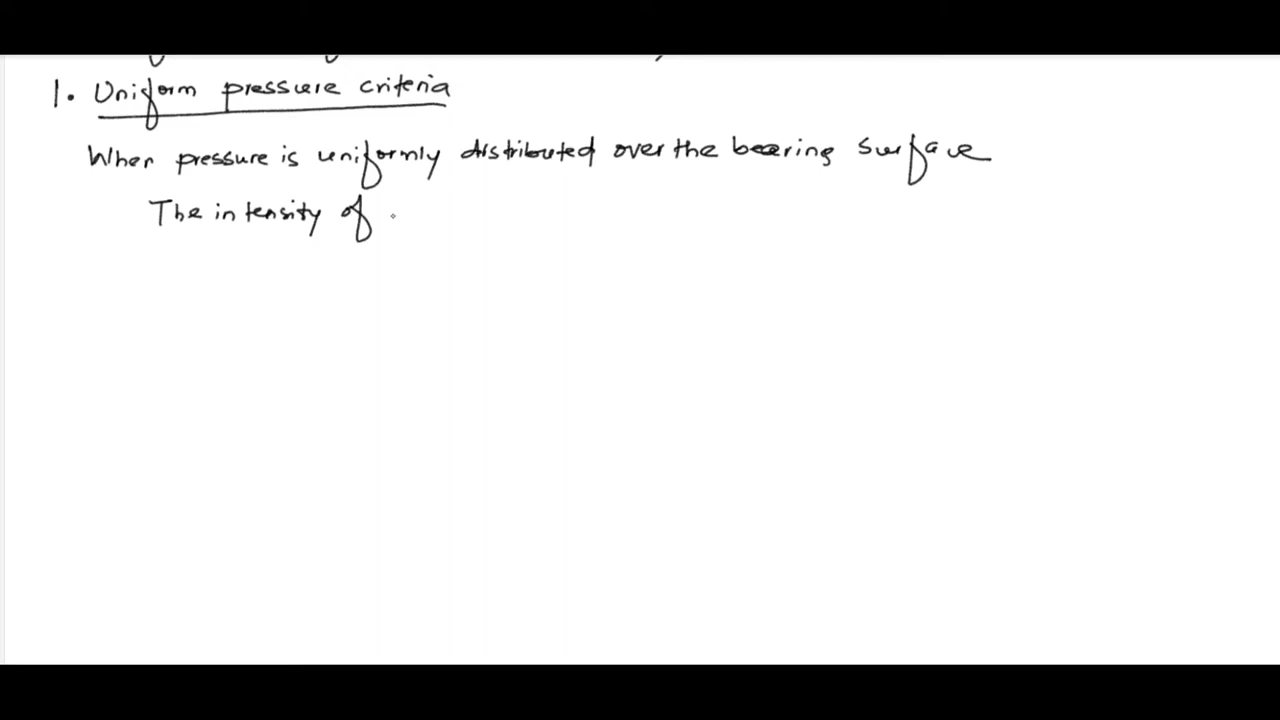 1. Uniform pressure criteria
When pressure is uniformly distributed over the bearing surface
The intensity of